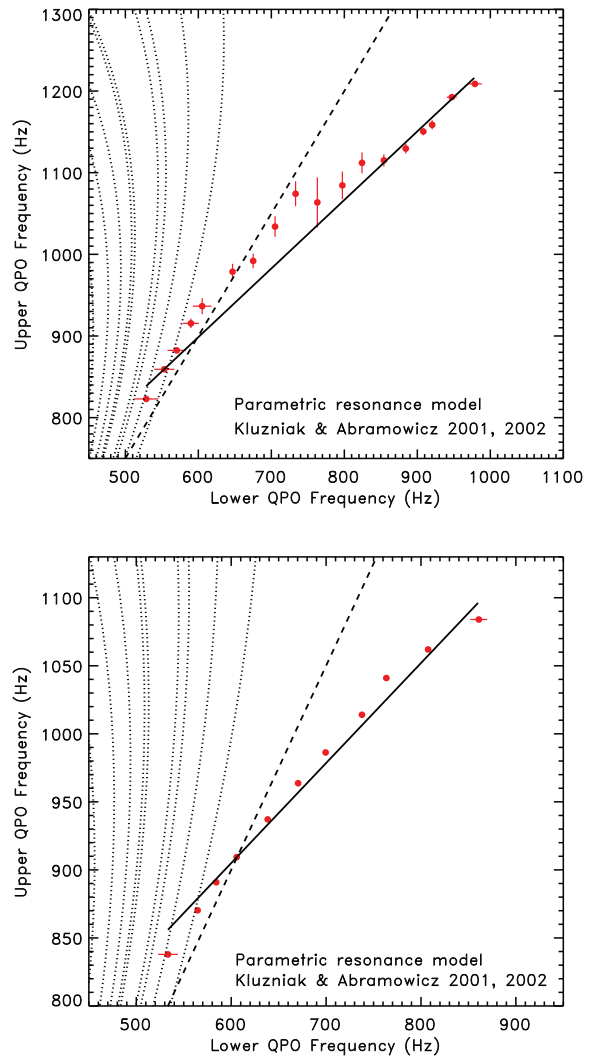 1300
1200
1100
1000
900
800
Upper QPO Frequency (Hz)
Parametric resonance model
Kluzniak & Abramowicz 2001, 2002
500 600 700 800 900 1000 1100
Lower QPO Frequency (Hz)
1100
1050
1000
950
900
850
800
Upper QPO Frequency (Hz)
Parametric resonance model
Kluzniak & Abramowicz 2001, 2002
500 600 700 800 900
Lower QPO Frequency (Hz)